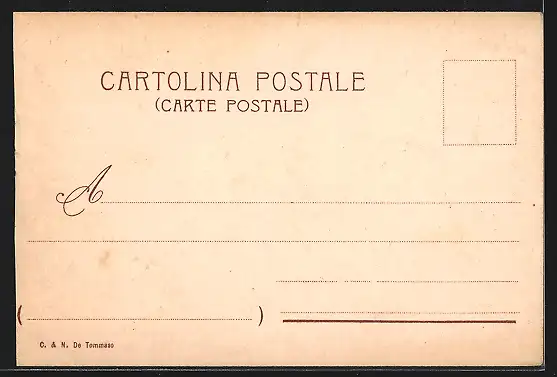 CARTOLINA POSTALE
(CARTE POSTALE)
A
( )
C. & N. De Tommaso